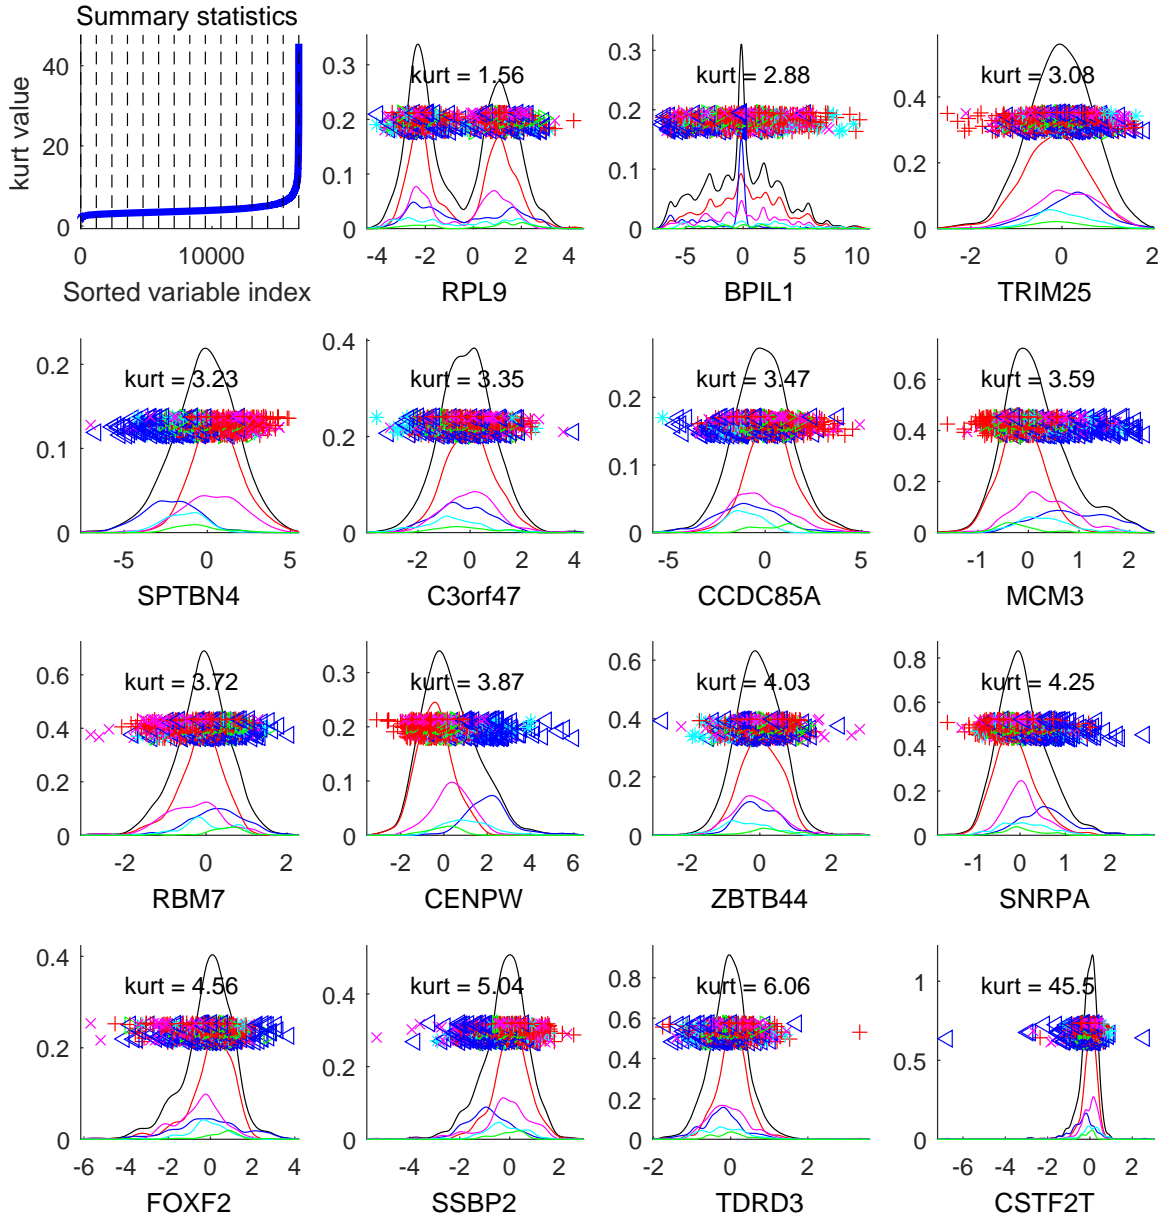 Summary statistics
kurt value
40
20
0
0 10000
Sorted variable index
kurt = 1.56
0.3
0.2
0.1
0
-4 -2 0 2 4
RPL9
kurt = 2.88
0.3
0.2
0.1
0
-5 0 5 10
BPIL1
kurt = 3.08
0.4
0.2
0
-2 0 2
TRIM25
kurt = 3.23
0.2
0.1
0
-5 0 5
SPTBN4
kurt = 3.35
0.4
0.2
0
-2 0 2 4
C3orf47
kurt = 3.47
0.2
0.1
0
-5 0 5
CCDC85A
kurt = 3.59
0.6
0.4
0.2
0
-1 0 1 2
MCM3
kurt = 3.72
0.6
0.4
0.2
0
-2 0 2
RBM7
kurt = 3.87
0.3
0.2
0.1
0
-2 0 2 4 6
CENPW
kurt = 4.03
0.6
0.4
0.2
0
-2 0 2
ZBTB44
kurt = 4.25
0.8
0.6
0.4
0.2
0
-1 0 1 2
SNRPA
kurt = 4.56
0.4
0.2
0
-6 -4 -2 0 2 4
FOXF2
kurt = 5.04
0.4
0.2
0
-4 -2 0 2
SSBP2
kurt = 6.06
0.8
0.6
0.4
0.2
0
-2 0 2
TDRD3
kurt = 45.5
1
0.5
0
-6 -4 -2 0 2
CSTF2T